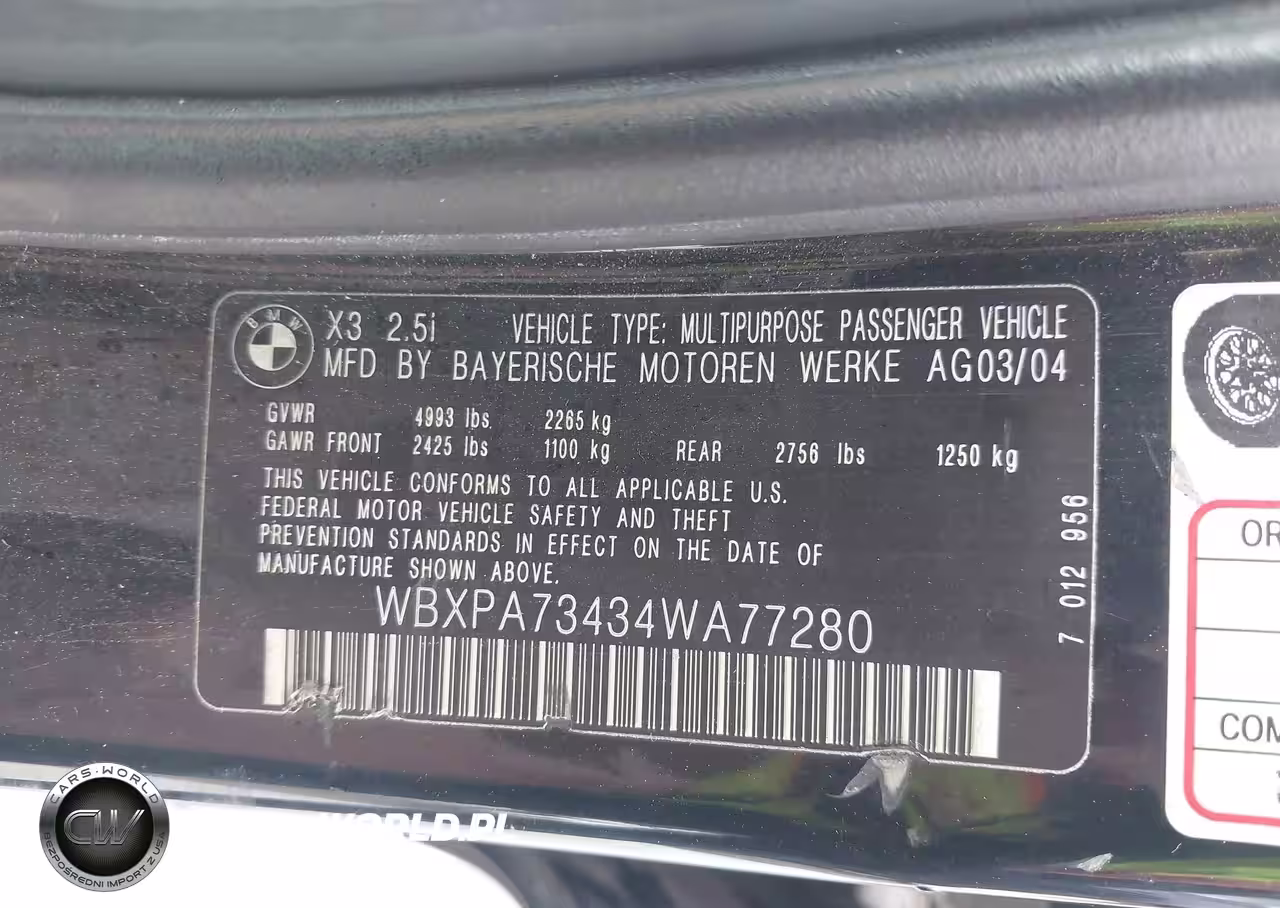 BMW
X3 2.5i VEHICLE TYPE: MULTIPURPOSE PASSENGER VEHICLE
MFD BY BAYERISCHE MOTOREN WERKE AG03/04
GVWR 4993 lbs. 2265 kg
GAWR FRONT 2425 lbs 1100 kg REAR 2756 lbs 1250 kg
THIS VEHICLE CONFORMS TO ALL APPLICABLE U.S.
FEDERAL MOTOR VEHICLE SAFETY AND THEFT
PREVENTION STANDARDS IN EFFECT ON THE DATE OF
MANUFACTURE SHOWN ABOVE.
WBXPA73434WA77280
7 012 956
OR
COM
CARS-WORLD
CW
BEZPOŚREDNI IMPORT Z USA
WORLD.PL